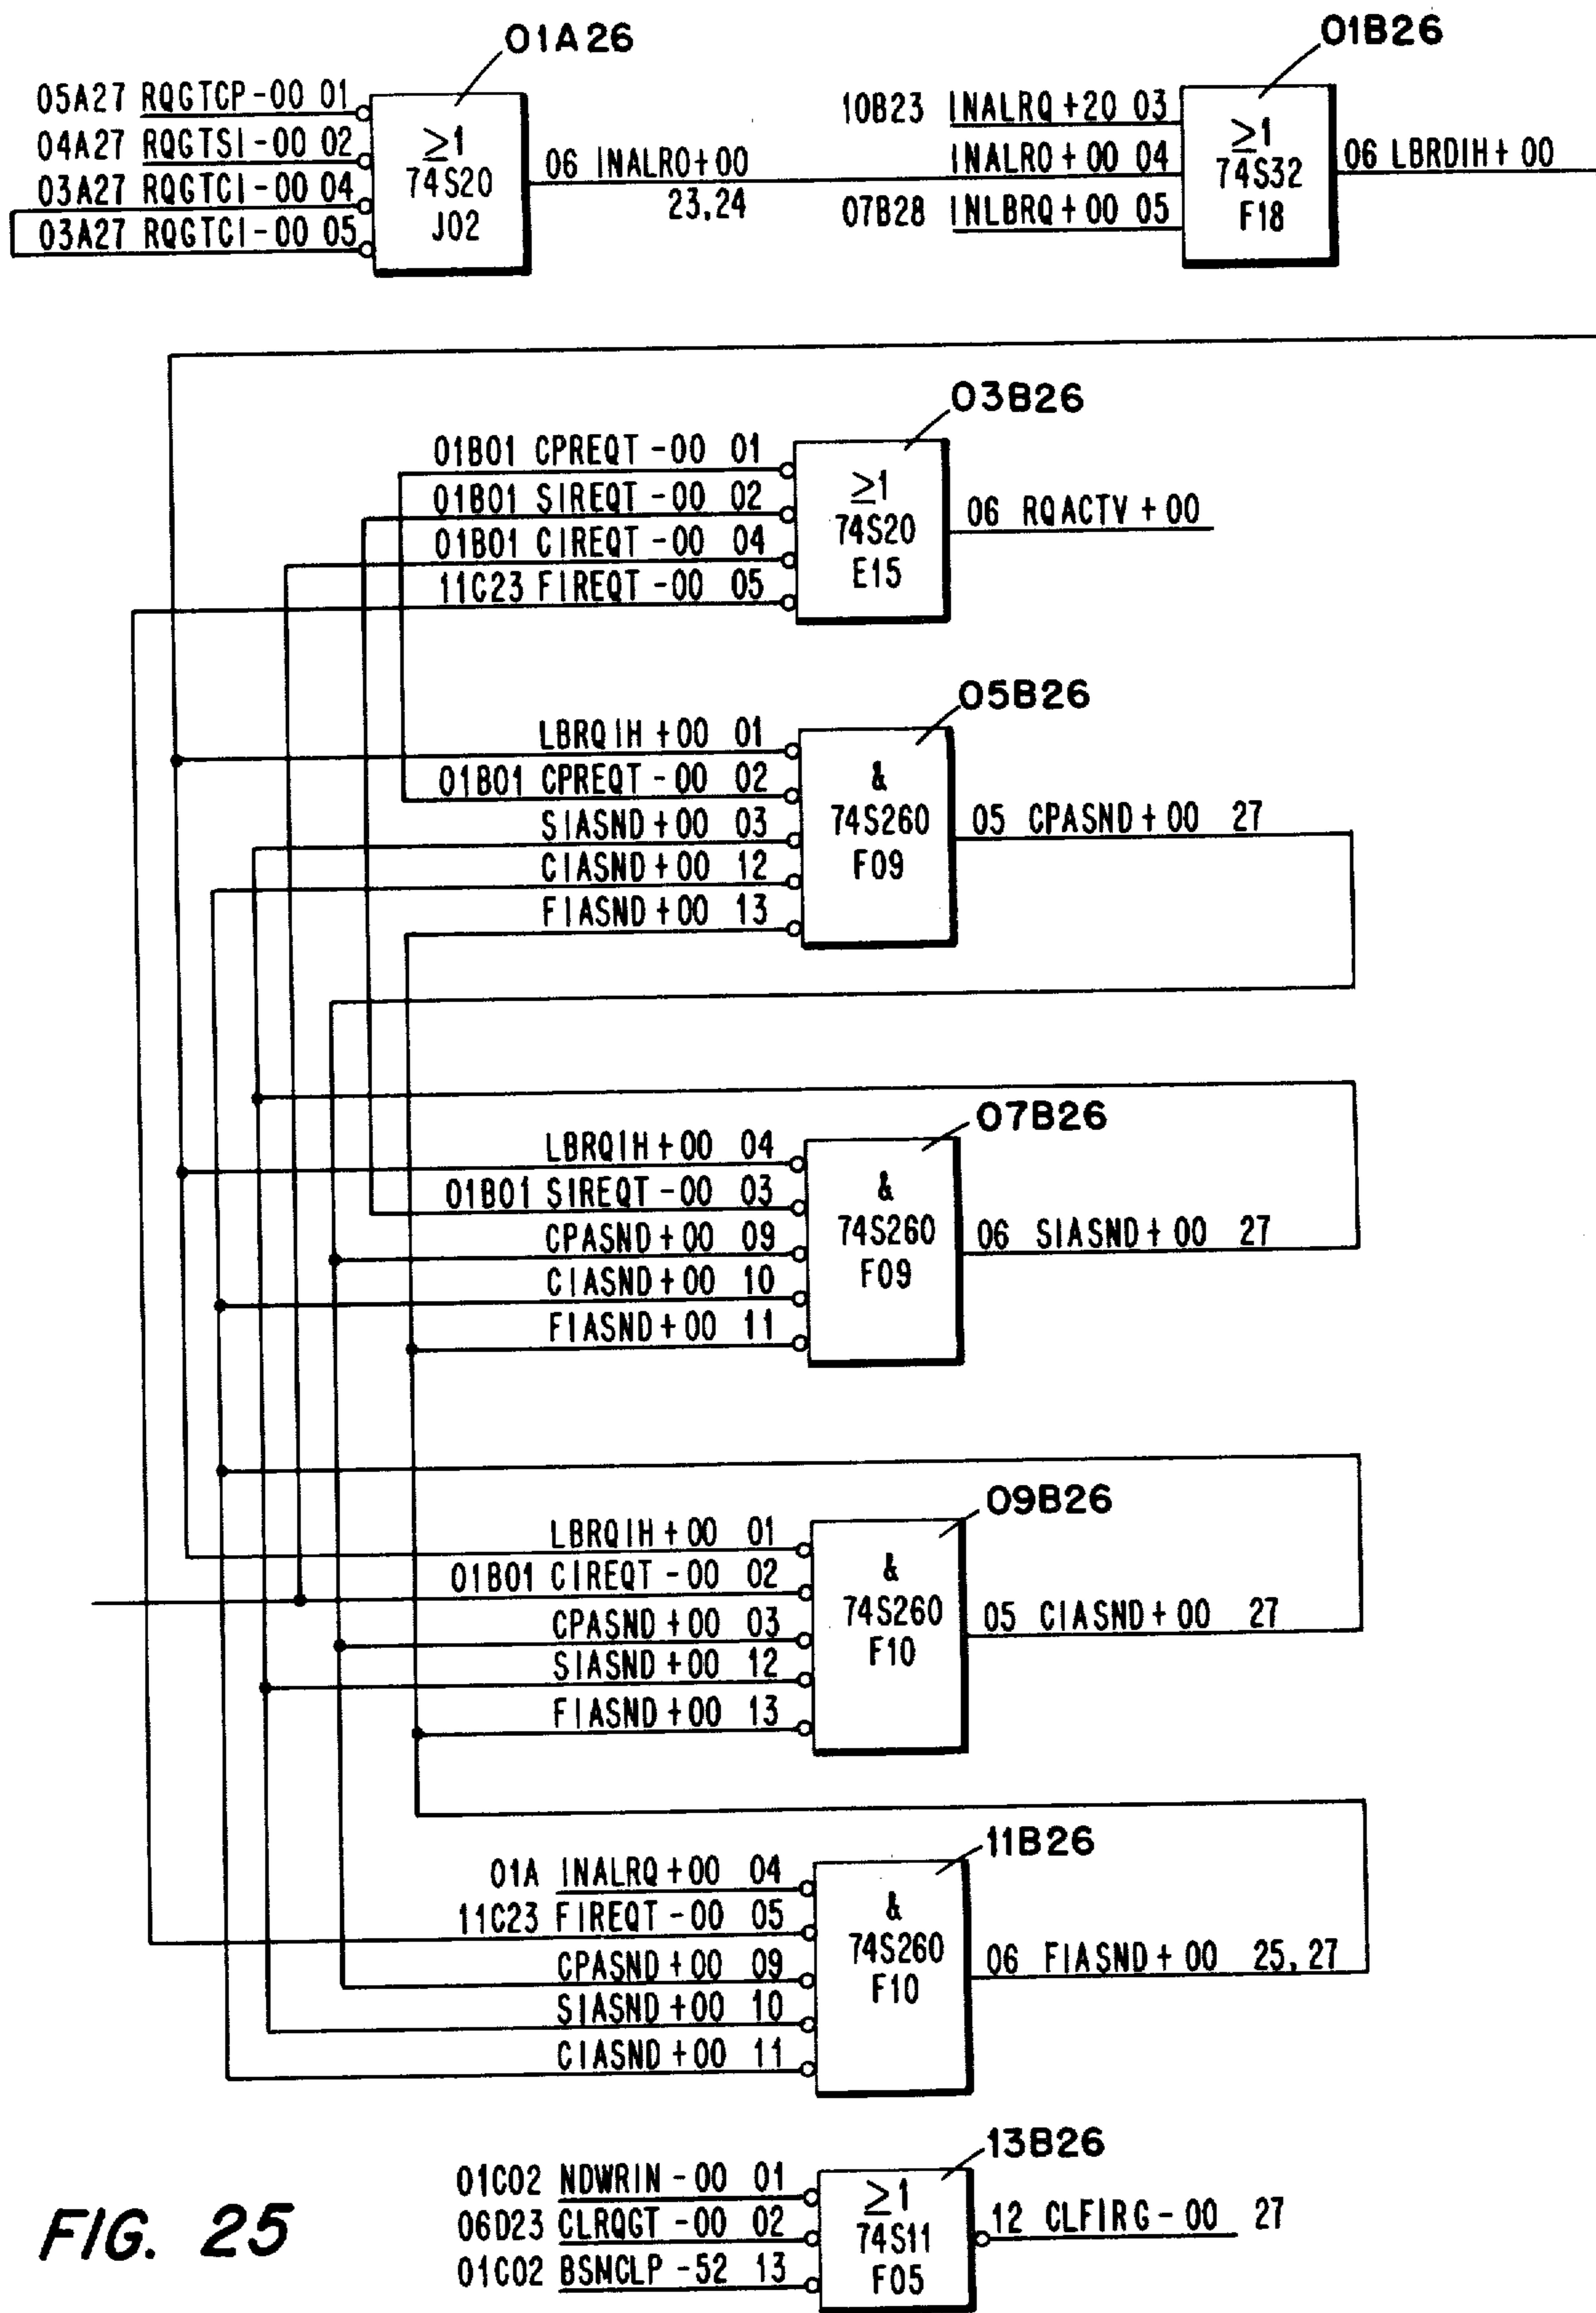 01A26
05A27 RQGTCP-00 01
04A27 RQGTSI-00 02
03A27 RQGTCI-00 04
03A27 RQGTCI-00 05
≥1
74S20
J02
06 INALRO+00
23,24
01B26
10B23 INALRQ+20 03
INALRO+00 04
07B28 INLBRQ+00 05
≥1
74S32
F18
06 LBRDIH+00
03B26
01B01 CPREQT-00 01
01B01 SIREQT-00 02
01B01 CIREQT-00 04
11C23 FIREQT-00 05
≥1
74S20
E15
06 RQACTV+00
05B26
LBRQIH+00 01
01B01 CPREQT-00 02
SIASND+00 03
CIASND+00 12
FIASND+00 13
&
74S260
F09
05 CPASND+00 27
07B26
LBRQIH+00 04
01B01 SIREQT-00 03
CPASND+00 09
CIASND+00 10
FIASND+00 11
&
74S260
F09
06 SIASND+00 27
09B26
LBRQIH+00 01
01B01 CIREQT-00 02
CPASND+00 03
SIASND+00 12
FIASND+00 13
&
74S260
F10
05 CIASND+00 27
11B26
01A INALRQ+00 04
11C23 FIREQT-00 05
CPASND+00 09
SIASND+00 10
CIASND+00 11
&
74S260
F10
06 FIASND+00 25,27
13B26
01C02 NDWRIN-00 01
06D23 CLRQGT-00 02
01C02 BSMCLP-52 13
≥1
74S11
F05
12 CLFIRG-00 27
FIG. 25